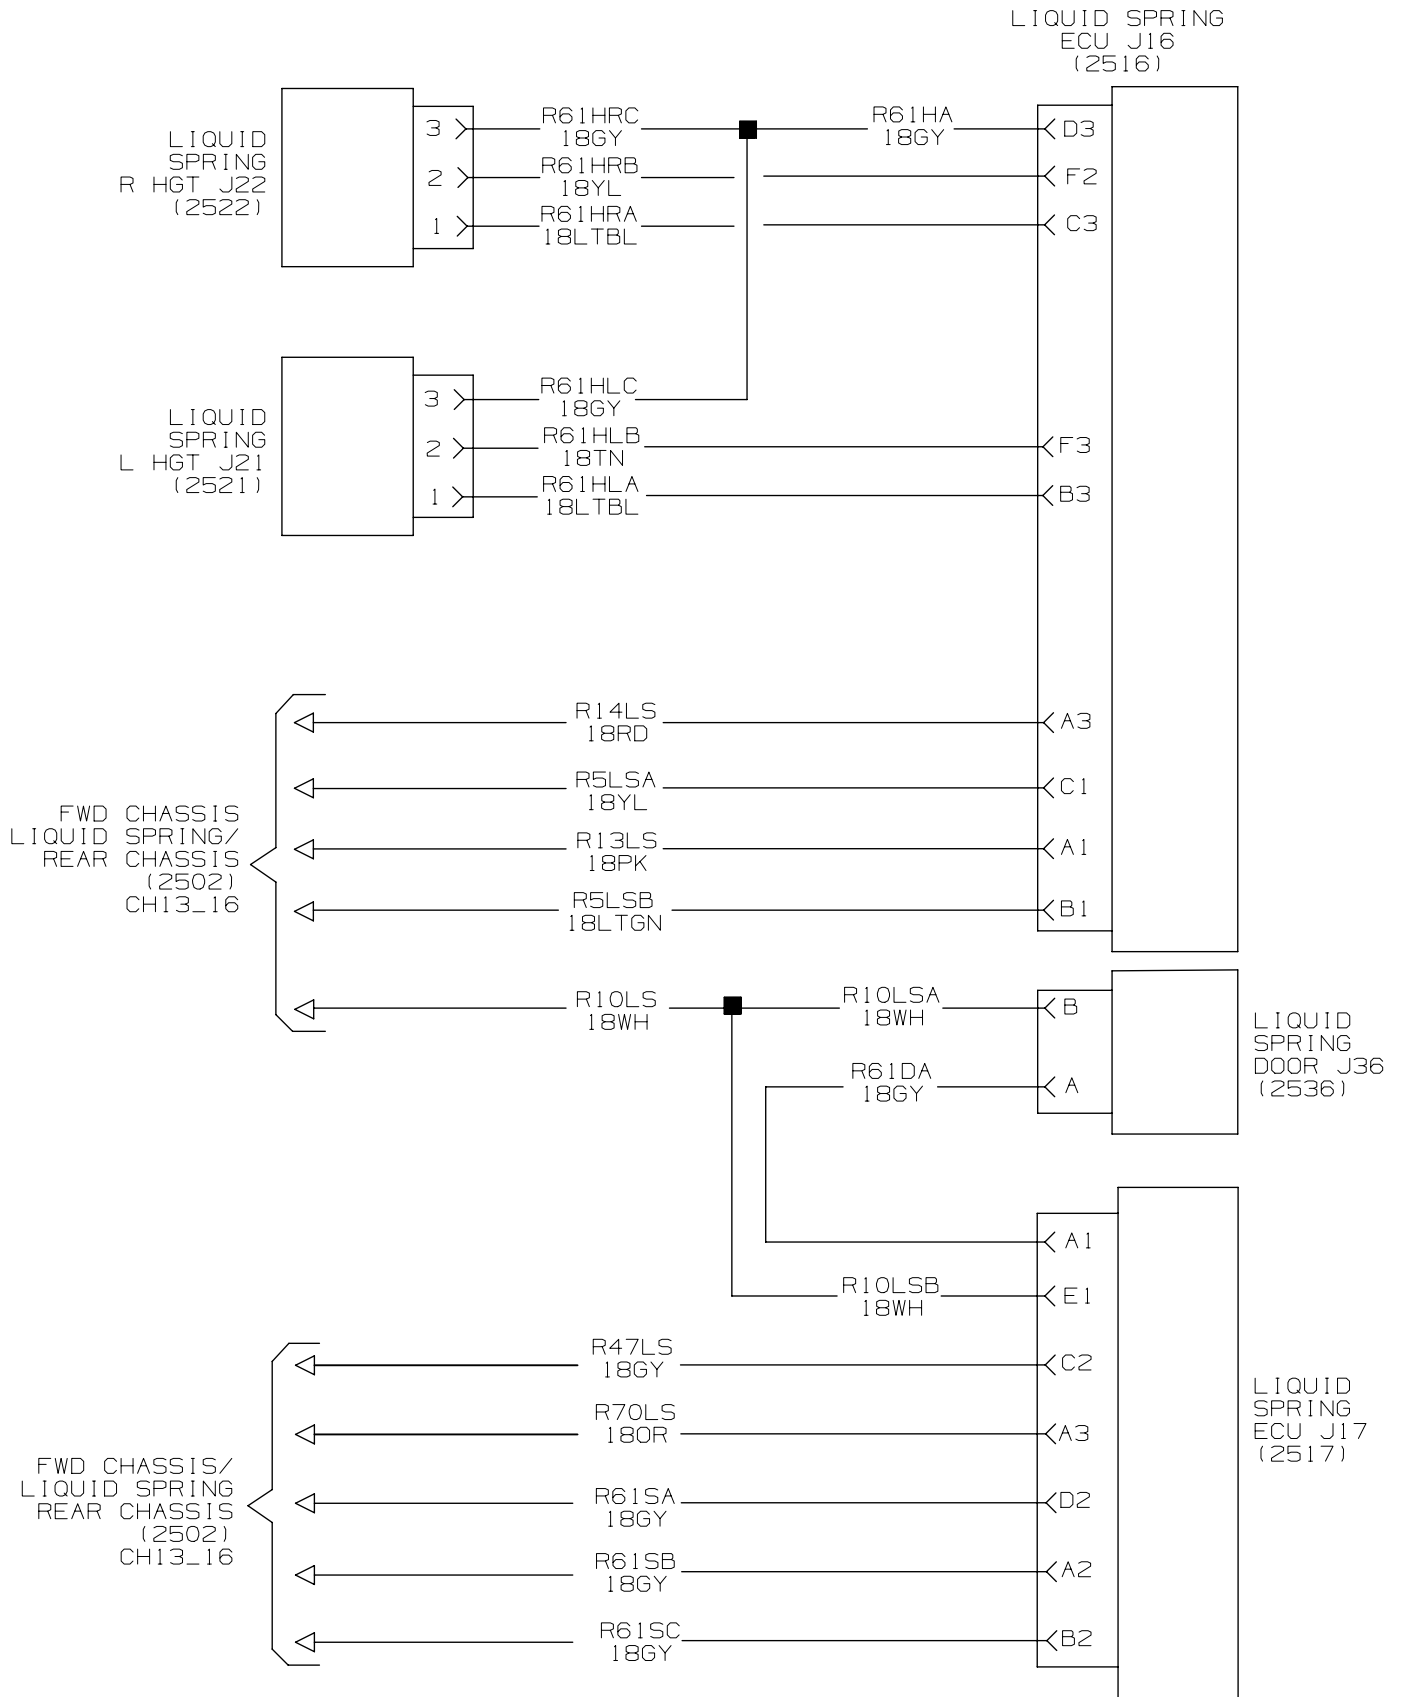 LIQUID SPRING
ECU J16
(2516)
LIQUID
SPRING
R HGT J22
(2522)
3
R61HRC
18GY
R61HA
18GY
D3
2
R61HRB
18YL
F2
1
R61HRA
18LTBL
C3
LIQUID
SPRING
L HGT J21
(2521)
3
R61HLC
18GY
2
R61HLB
18TN
F3
1
R61HLA
18LTBL
B3
FWD CHASSIS
LIQUID SPRING/
REAR CHASSIS
(2502)
CH13_16
R14LS
18RD
A3
R5LSA
18YL
C1
R13LS
18PK
A1
R5LSB
18LTGN
B1
R10LS
18WH
R10LSA
18WH
B
R61DA
18GY
A
LIQUID
SPRING
DOOR J36
(2536)
A1
R10LSB
18WH
E1
FWD CHASSIS/
LIQUID SPRING
REAR CHASSIS
(2502)
CH13_16
R47LS
18GY
C2
R70LS
18OR
A3
R61SA
18GY
D2
R61SB
18GY
A2
R61SC
18GY
B2
LIQUID
SPRING
ECU J17
(2517)